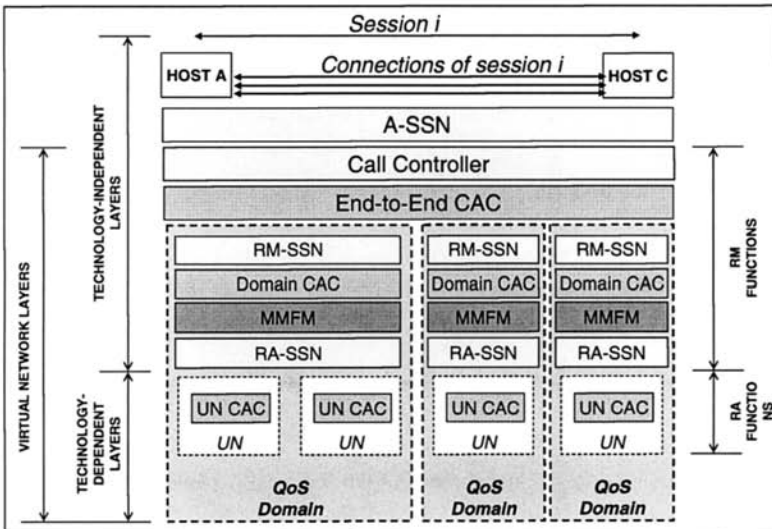 Session i
HOST A
Connections of session i
HOST C
A-SSN
Call Controller
End-to-End CAC
RM-SSN
RM-SSN
RM-SSN
Domain CAC
Domain CAC
Domain CAC
MMFM
MMFM
MMFM
RA-SSN
RA-SSN
RA-SSN
UN CAC
UN CAC
UN CAC
UN CAC
UN
UN
UN
UN
QoS
Domain
QoS
Domain
QoS
Domain
VIRTUAL NETWORK LAYERS
TECHNOLOGY-INDEPENDENT
LAYERS
TECHNOLOGY-
DEPENDENT
LAYERS
RM
FUNCTIONS
RA
FUNCTIO
NS